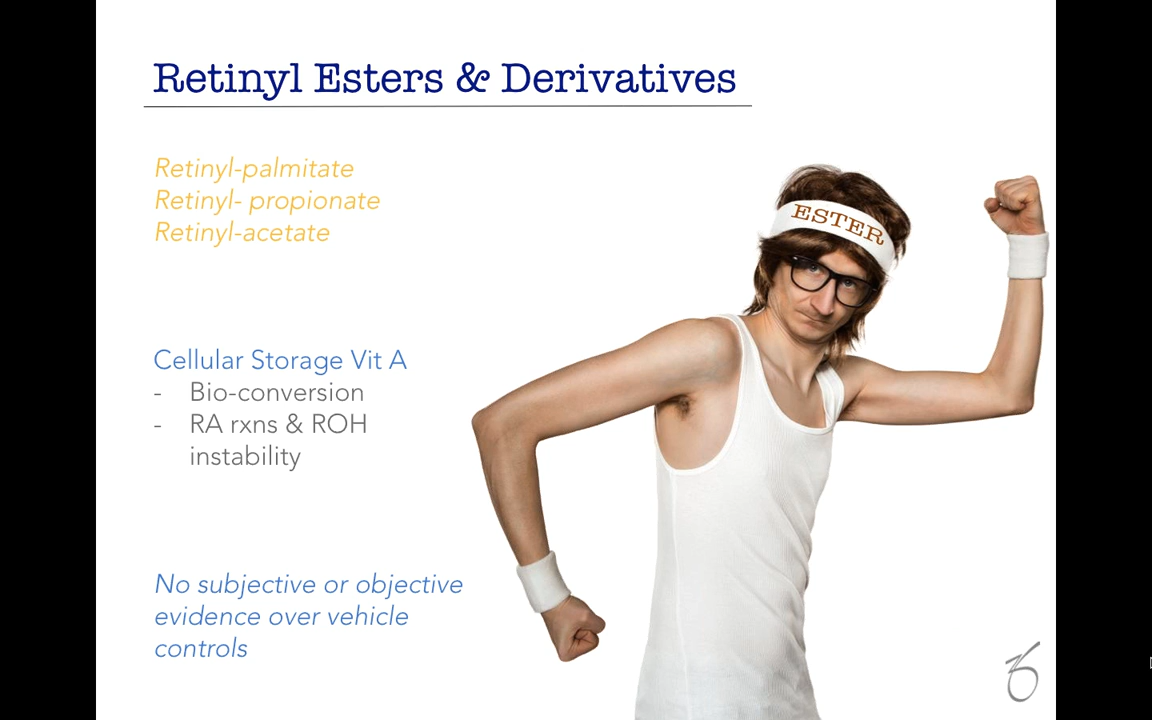 Retinyl Esters & Derivatives
Retinyl-palmitate
Retinyl- propionate
Retinyl-acetate
ESTER
Cellular Storage Vit A
- Bio-conversion
- RA rxns & ROH
instability
No subjective or objective
evidence over vehicle
controls